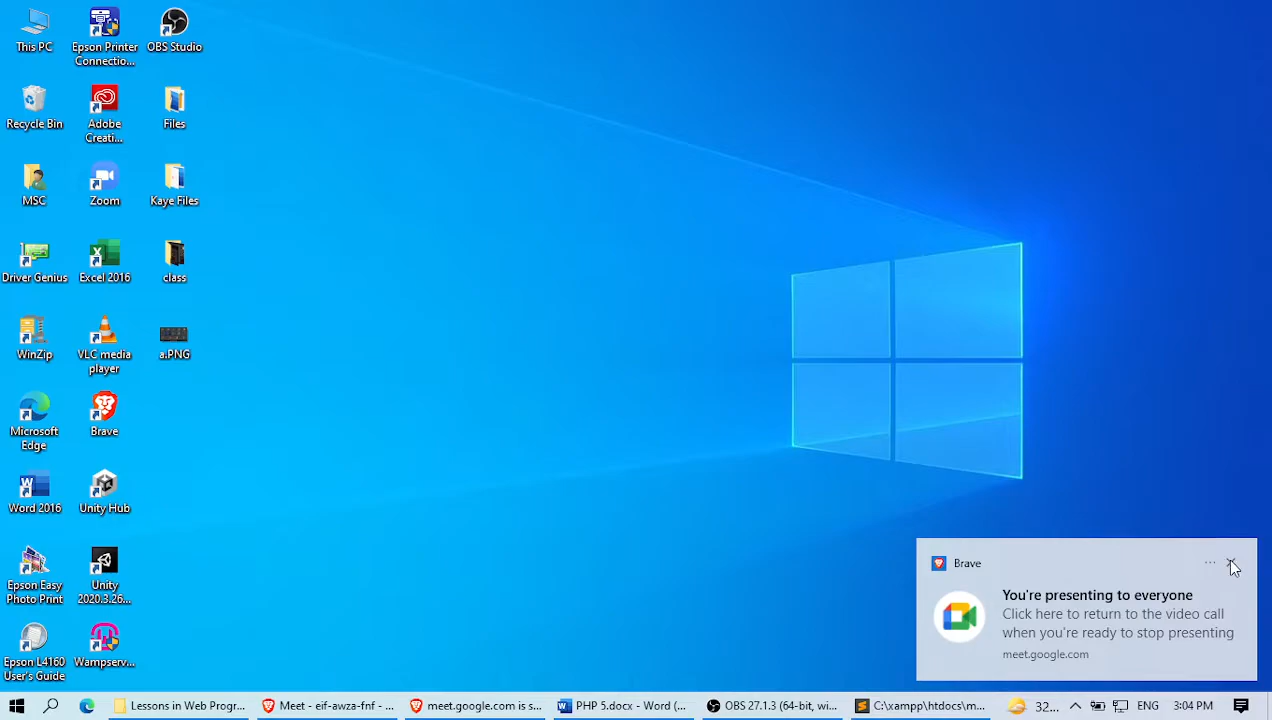 This PC
Epson Printer
Connectio...
OBS Studio
Recycle Bin
Adobe
Creati...
Files
MSC
Zoom
Kaye Files
Driver Genius
Excel 2016
class
WinZip
VLC media
player
a.PNG
Microsoft
Edge
Brave
Word 2016
Unity Hub
Epson Easy
Photo Print
Unity
2020.3.26...
Epson L4160
User's Guide
Wampserv...
Brave
You're presenting to everyone
Click here to return to the video call
when you're ready to stop presenting
meet.google.com
Lessons in Web Progr...
Meet - eif-awza-fnf - ...
meet.google.com is s...
PHP 5.docx - Word (...
OBS 27.1.3 (64-bit, wi...
C:\xampp\htdocs\m...
32...
ENG
3:04 PM